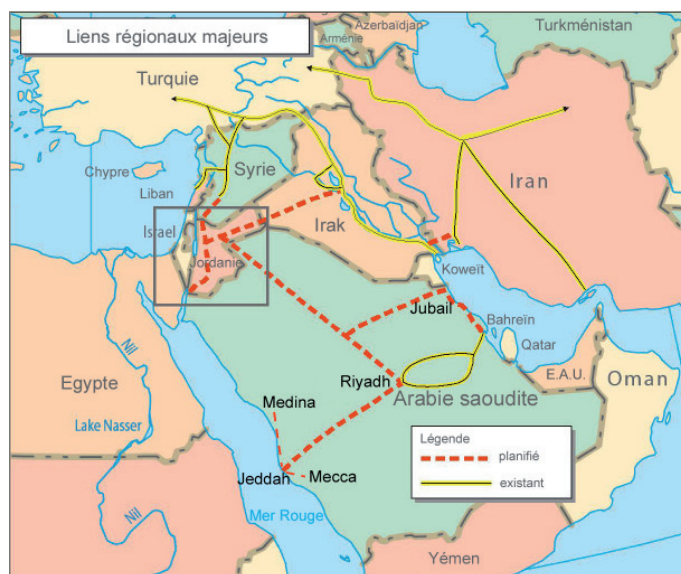 Liens régionaux majeurs
Azerbaïdjan
Arménie
Turkménistan
Turquie
Chypre
Syrie
Liban
Iran
Israel
Irak
Jordanie
Koweït
Jubail
Bahreïn
Qatar
Nil
Egypte
Riyadh
E.A.U.
Oman
Arabie saoudite
Medina
Lake Nasser
Légende
planifié
existant
Jeddah
Mecca
Nil
Mer Rouge
Yémen